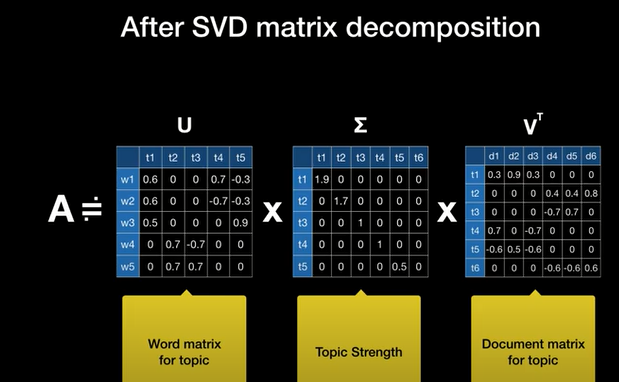 After SVD matrix decomposition
U
Σ
V^T
t1 t2 t3 t4 t5
w1 0.6 0 0 0.7 -0.3
w2 0.6 0 0 -0.7 -0.3
w3 0.5 0 0 0 0.9
w4 0 0.7 -0.7 0 0
w5 0 0.7 0.7 0 0
A ≑
x
t1 t2 t3 t4 t5 t6
t1 1.9 0 0 0 0 0
t2 0 1.7 0 0 0 0
t3 0 0 1 0 0 0
t4 0 0 0 1 0 0
t5 0 0 0 0 0.5 0
x
d1 d2 d3 d4 d5 d6
t1 0.3 0.9 0.3 0 0 0
t2 0 0 0 0.4 0.4 0.8
t3 0 0 0 -0.7 0.7 0
t4 0.7 0 -0.7 0 0 0
t5 -0.6 0.5 -0.6 0 0 0
t6 0 0 0 -0.6 -0.6 0.6
Word matrix
for topic
Topic Strength
Document matrix
for topic